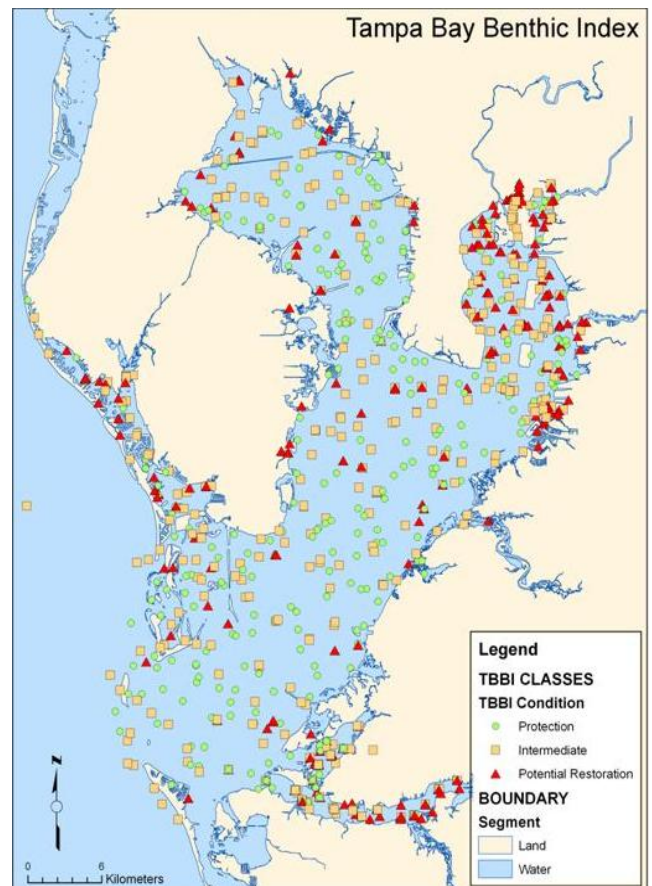 Tampa Bay Benthic Index
Legend
TBBI CLASSES
TBBI Condition
Protection
Intermediate
Potential Restoration
BOUNDARY
Segment
Land
Water
N
0 6
Kilometers